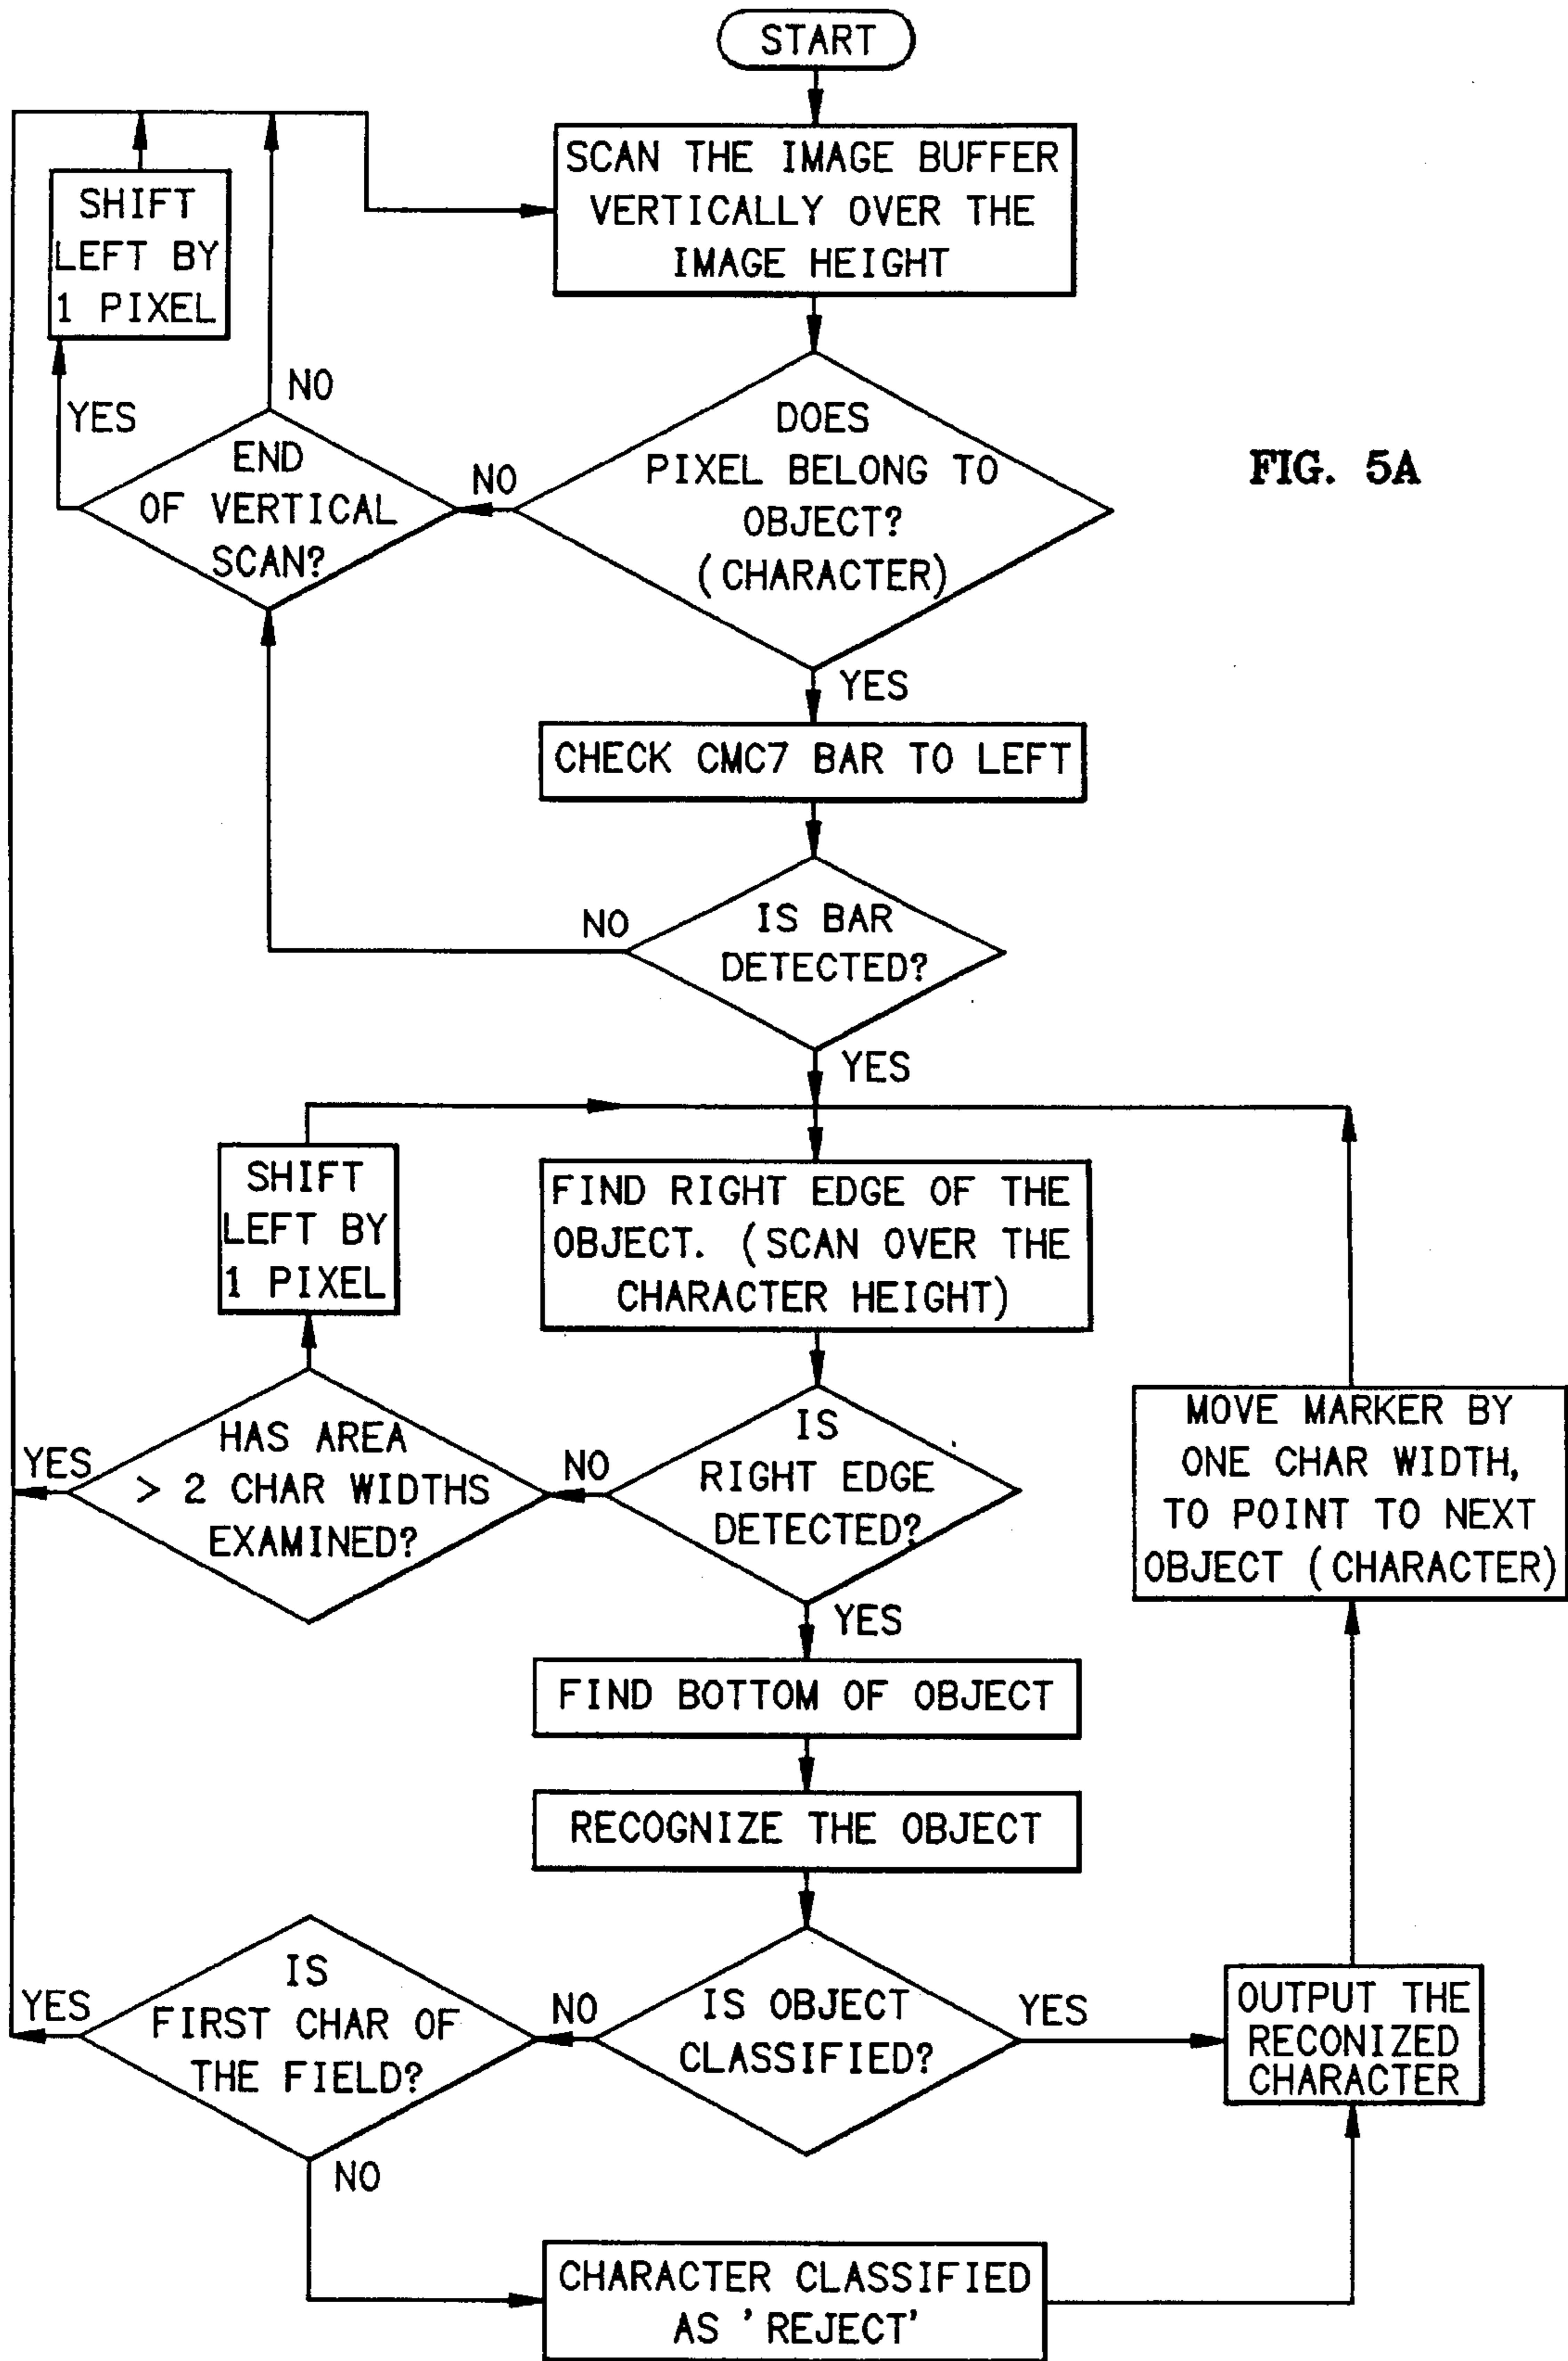 START
SCAN THE IMAGE BUFFER
VERTICALLY OVER THE
IMAGE HEIGHT
SHIFT
LEFT BY
1 PIXEL
NO
YES
DOES
PIXEL BELONG TO
OBJECT?
(CHARACTER)
NO
END
OF VERTICAL
SCAN?
FIG. 5A
YES
CHECK CMC7 BAR TO LEFT
IS BAR
DETECTED?
NO
YES
SHIFT
LEFT BY
1 PIXEL
FIND RIGHT EDGE OF THE
OBJECT. (SCAN OVER THE
CHARACTER HEIGHT)
HAS AREA
> 2 CHAR WIDTHS
EXAMINED?
YES
NO
IS
RIGHT EDGE
DETECTED?
MOVE MARKER BY
ONE CHAR WIDTH,
TO POINT TO NEXT
OBJECT (CHARACTER)
YES
FIND BOTTOM OF OBJECT
RECOGNIZE THE OBJECT
YES
IS
FIRST CHAR OF
THE FIELD?
NO
IS OBJECT
CLASSIFIED?
YES
OUTPUT THE
RECONIZED
CHARACTER
NO
CHARACTER CLASSIFIED
AS 'REJECT'